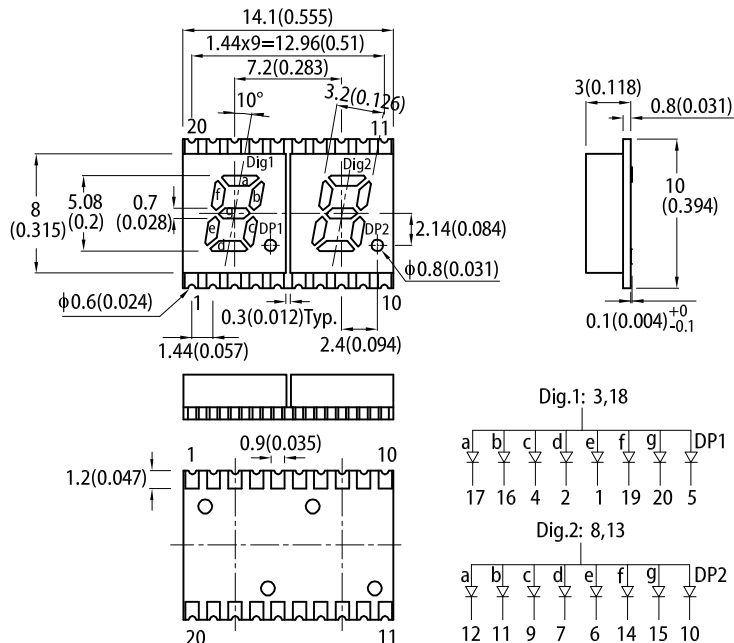 14.1(0.555)
1.44x9=12.96(0.51)
7.2(0.283)
3.2(0.126)
10°
20
11
Dig1
Dig2
a
f
b
g
e
c
d
DP1
DP2
8
(0.315)
5.08
(0.2)
0.7
(0.028)
2.14(0.084)
ϕ0.8(0.031)
ϕ0.6(0.024)
1
10
0.3(0.012)Typ.
1.44(0.057)
2.4(0.094)
3(0.118)
0.8(0.031)
10
(0.394)
0.1(0.004)+0
-0.1
1
0.9(0.035)
10
1.2(0.047)
20
11
Dig.1: 3,18
a b c d e f g DP1
17 16 4 2 1 19 20 5
Dig.2: 8,13
a b c d e f g DP2
12 11 9 7 6 14 15 10